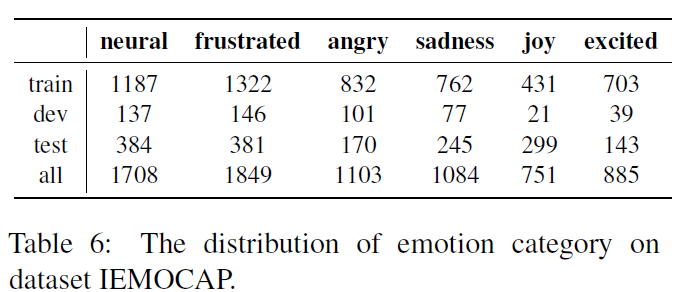 neural frustrated angry sadness joy excited
train 1187 1322 832 762 431 703
dev 137 146 101 77 21 39
test 384 381 170 245 299 143
all 1708 1849 1103 1084 751 885
Table 6: The distribution of emotion category on
dataset IEMOCAP.